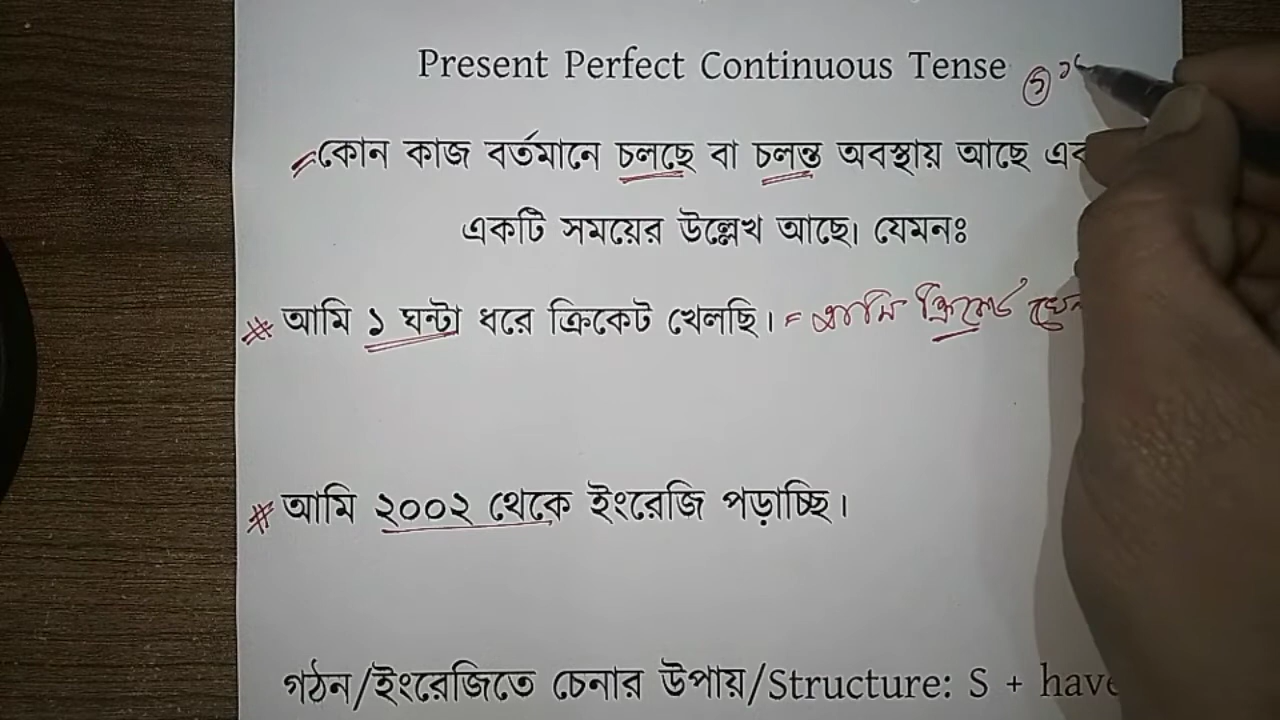 Present Perfect Continuous Tense
কোন কাজ বর্তমানে চলছে বা চলন্ত অবস্থায় আছে
একটি সময়ের উল্লেখ আছে। যেমনঃ
আমি ১ ঘন্টা ধরে ক্রিকেট খেলছি। = আমি ক্রিকেট
আমি ২০০২ থেকে ইংরেজি পড়াচ্ছি।
গঠন/ইংরেজিতে চেনার উপায়/Structure: S + have